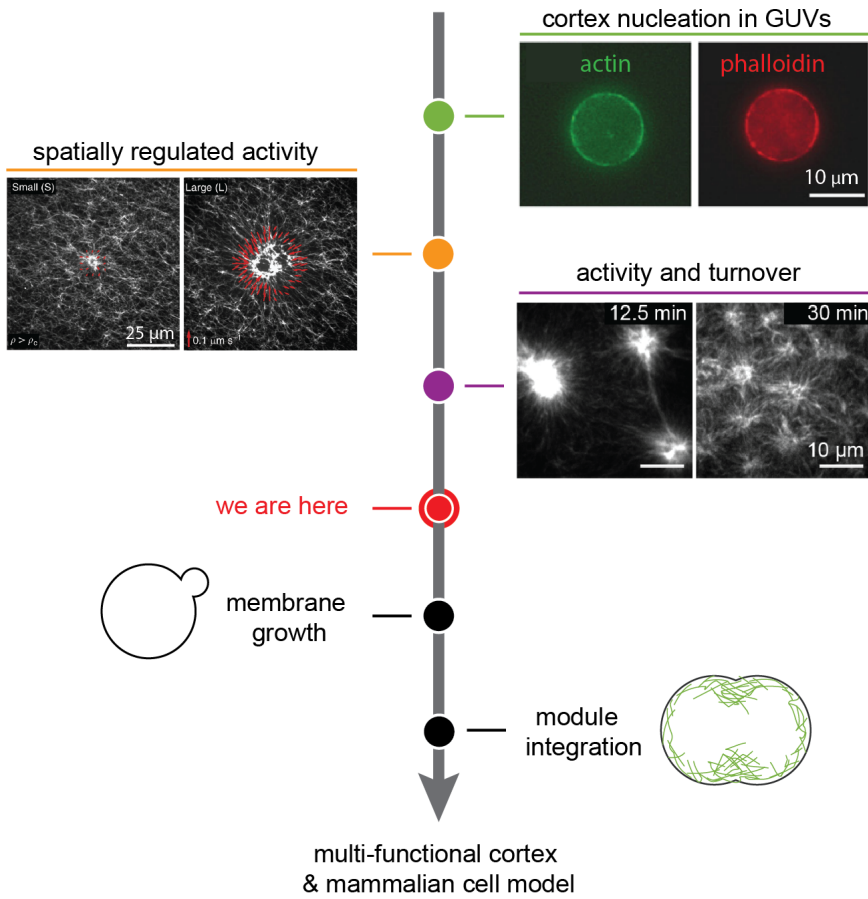 cortex nucleation in GUVs
actin
phalloidin
10 µm
spatially regulated activity
Small (S)
Large (L)
25 µm
ρ > ρc
0.1 µm s⁻¹
activity and turnover
12.5 min
30 min
10 µm
we are here
membrane
growth
module
integration
multi-functional cortex
& mammalian cell model